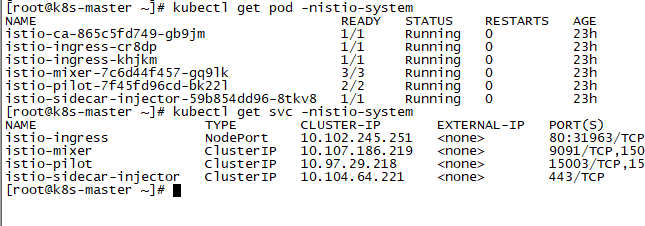 [root@k8s-master ~]# kubectl get pod -nistio-system
NAME READY STATUS RESTARTS AGE
istio-ca-865c5fd749-gb9jm 1/1 Running 0 23h
istio-ingress-cr8dp 1/1 Running 0 23h
istio-ingress-khjkm 1/1 Running 0 23h
istio-mixer-7c6d44f457-gq9lk 3/3 Running 0 23h
istio-pilot-7f45fd96cd-bk22l 2/2 Running 0 23h
istio-sidecar-injector-59b854dd96-8tkv8 1/1 Running 0 23h
[root@k8s-master ~]# kubectl get svc -nistio-system
NAME TYPE CLUSTER-IP EXTERNAL-IP PORT(S)
istio-ingress NodePort 10.102.245.251 <none> 80:31963/TCP
istio-mixer ClusterIP 10.107.186.219 <none> 9091/TCP,150
istio-pilot ClusterIP 10.97.29.218 <none> 15003/TCP,15
istio-sidecar-injector ClusterIP 10.104.64.221 <none> 443/TCP
[root@k8s-master ~]#